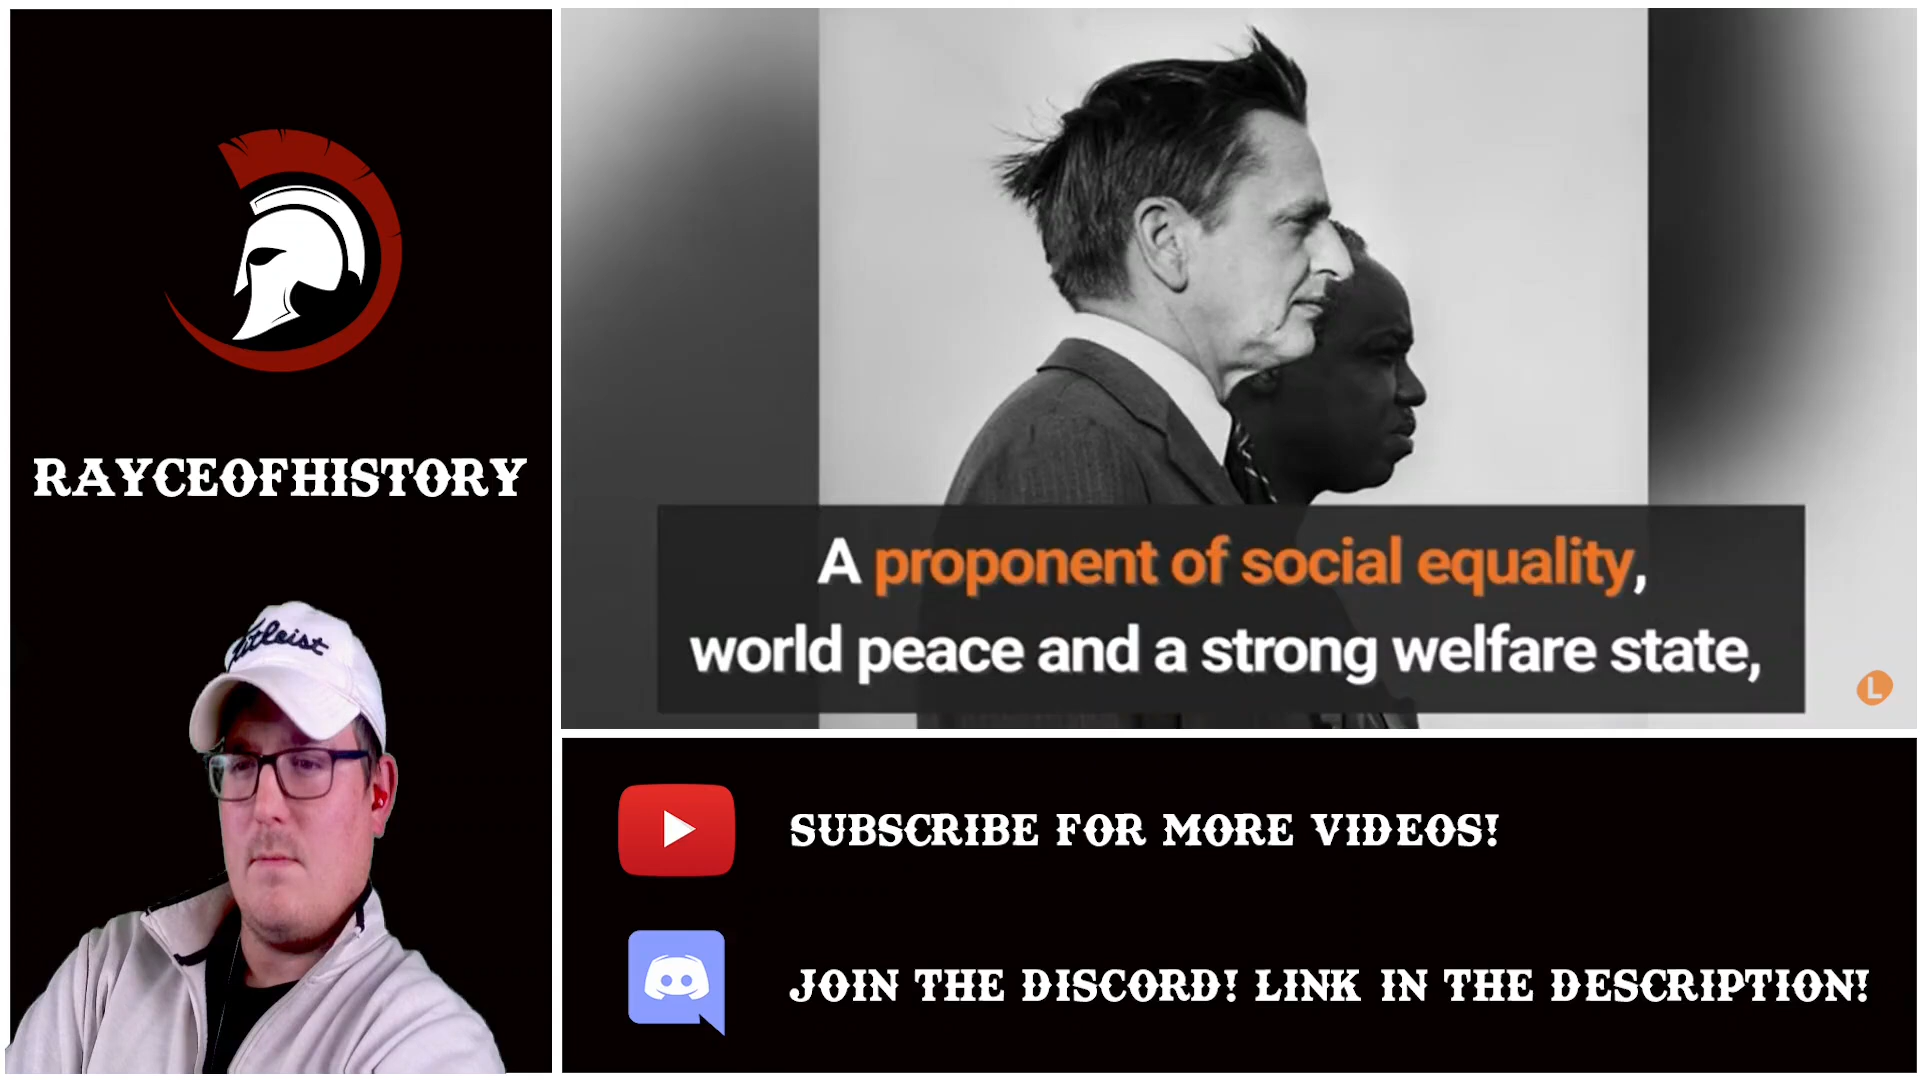 RAYCEOFHISTORY
Titleist
A proponent of social equality,
world peace and a strong welfare state,
L
SUBSCRIBE FOR MORE VIDEOS!
JOIN THE DISCORD! LINK IN THE DESCRIPTION!